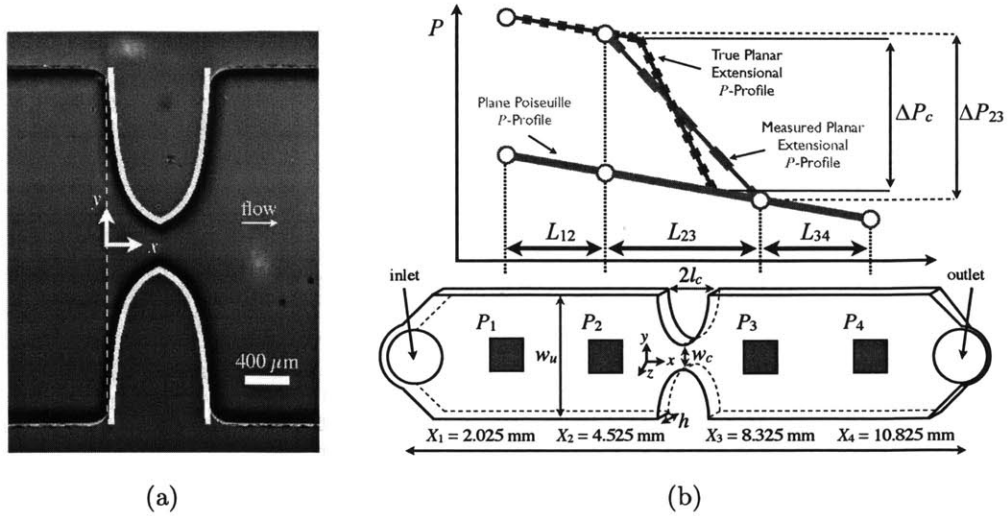 y
x
flow
400 μm
(a)
P
True Planar
Extensional
P-Profile
Plane Poiseuille
P-Profile
Measured Planar
Extensional
P-Profile
ΔP_c
ΔP_23
L_12
L_23
L_34
2l_c
inlet
outlet
P_1
P_2
P_3
P_4
w_u
y
x
z
w_c
h
X_1 = 2.025 mm
X_2 = 4.525 mm
X_3 = 8.325 mm
X_4 = 10.825 mm
(b)